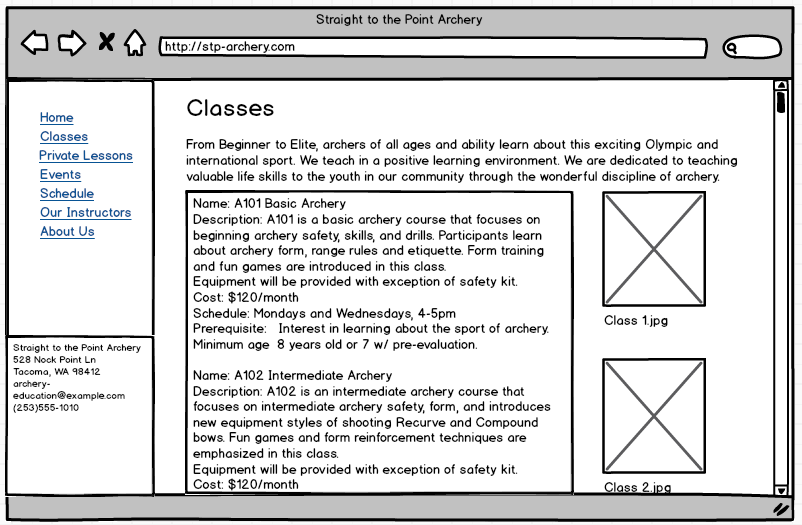 Straight to the Point Archery
http://stp-archery.com
Home
Classes
Private Lessons
Events
Schedule
Our Instructors
About Us
Straight to the Point Archery
528 Nock Point Ln
Tacoma, WA 98412
archery-
education@example.com
(253)555-1010
Classes
From Beginner to Elite, archers of all ages and ability learn about this exciting Olympic and
international sport. We teach in a positive learning environment. We are dedicated to teaching
valuable life skills to the youth in our community through the wonderful discipline of archery.
Name: A101 Basic Archery
Description: A101 is a basic archery course that focuses on
beginning archery safety, skills, and drills. Participants learn
about archery form, range rules and etiquette. Form training
and fun games are introduced in this class.
Equipment will be provided with exception of safety kit.
Cost: $120/month
Schedule: Mondays and Wednesdays, 4-5pm
Prerequisite: Interest in learning about the sport of archery.
Minimum age 8 years old or 7 w/ pre-evaluation.
Name: A102 Intermediate Archery
Description: A102 is an intermediate archery course that
focuses on intermediate archery safety, form, and introduces
new equipment styles of shooting Recurve and Compound
bows. Fun games and form reinforcement techniques are
emphasized in this class.
Equipment will be provided with exception of safety kit.
Cost: $120/month
Class 1.jpg
Class 2.jpg